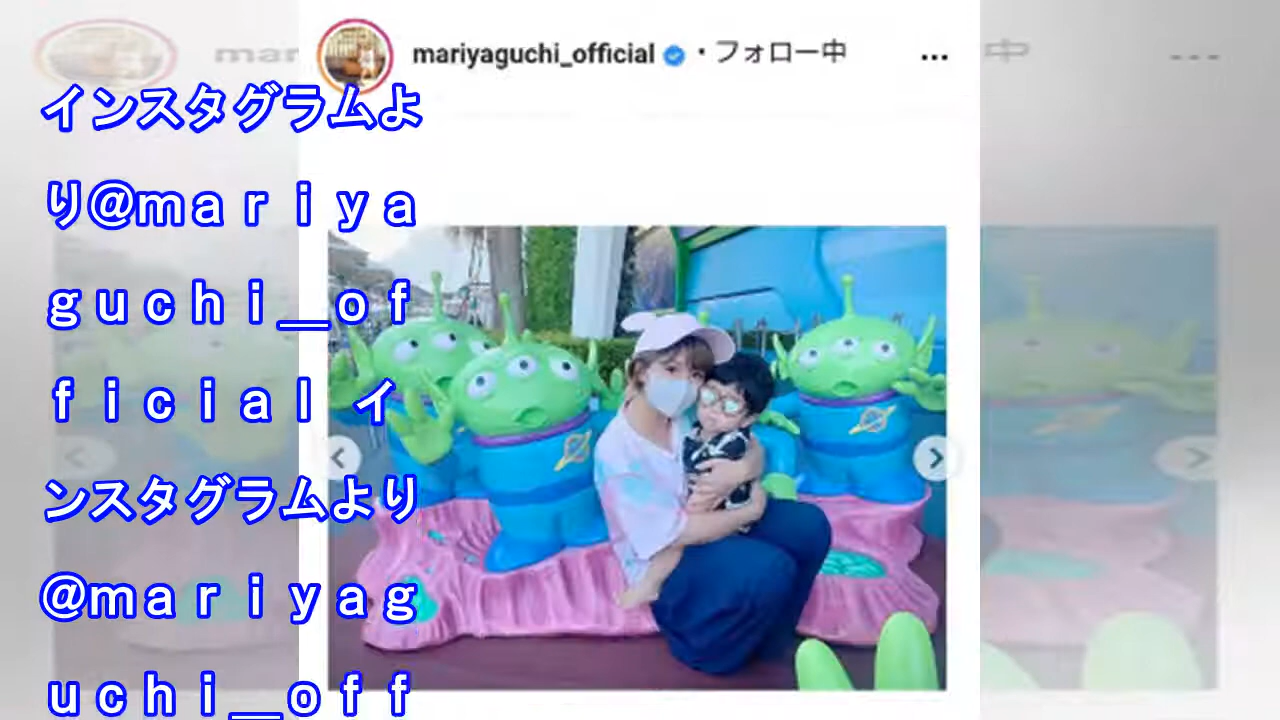 mariyaguchi_official・フォロー中
インスタグラムよ
り@ｍａｒｉｙａ
ｇｕｃｈｉ＿ｏｆ
ｆｉｃｉａｌ イ
ンスタグラムより
@ｍａｒｉｙａｇ
ｕｃｈｉ＿ｏｆｆ